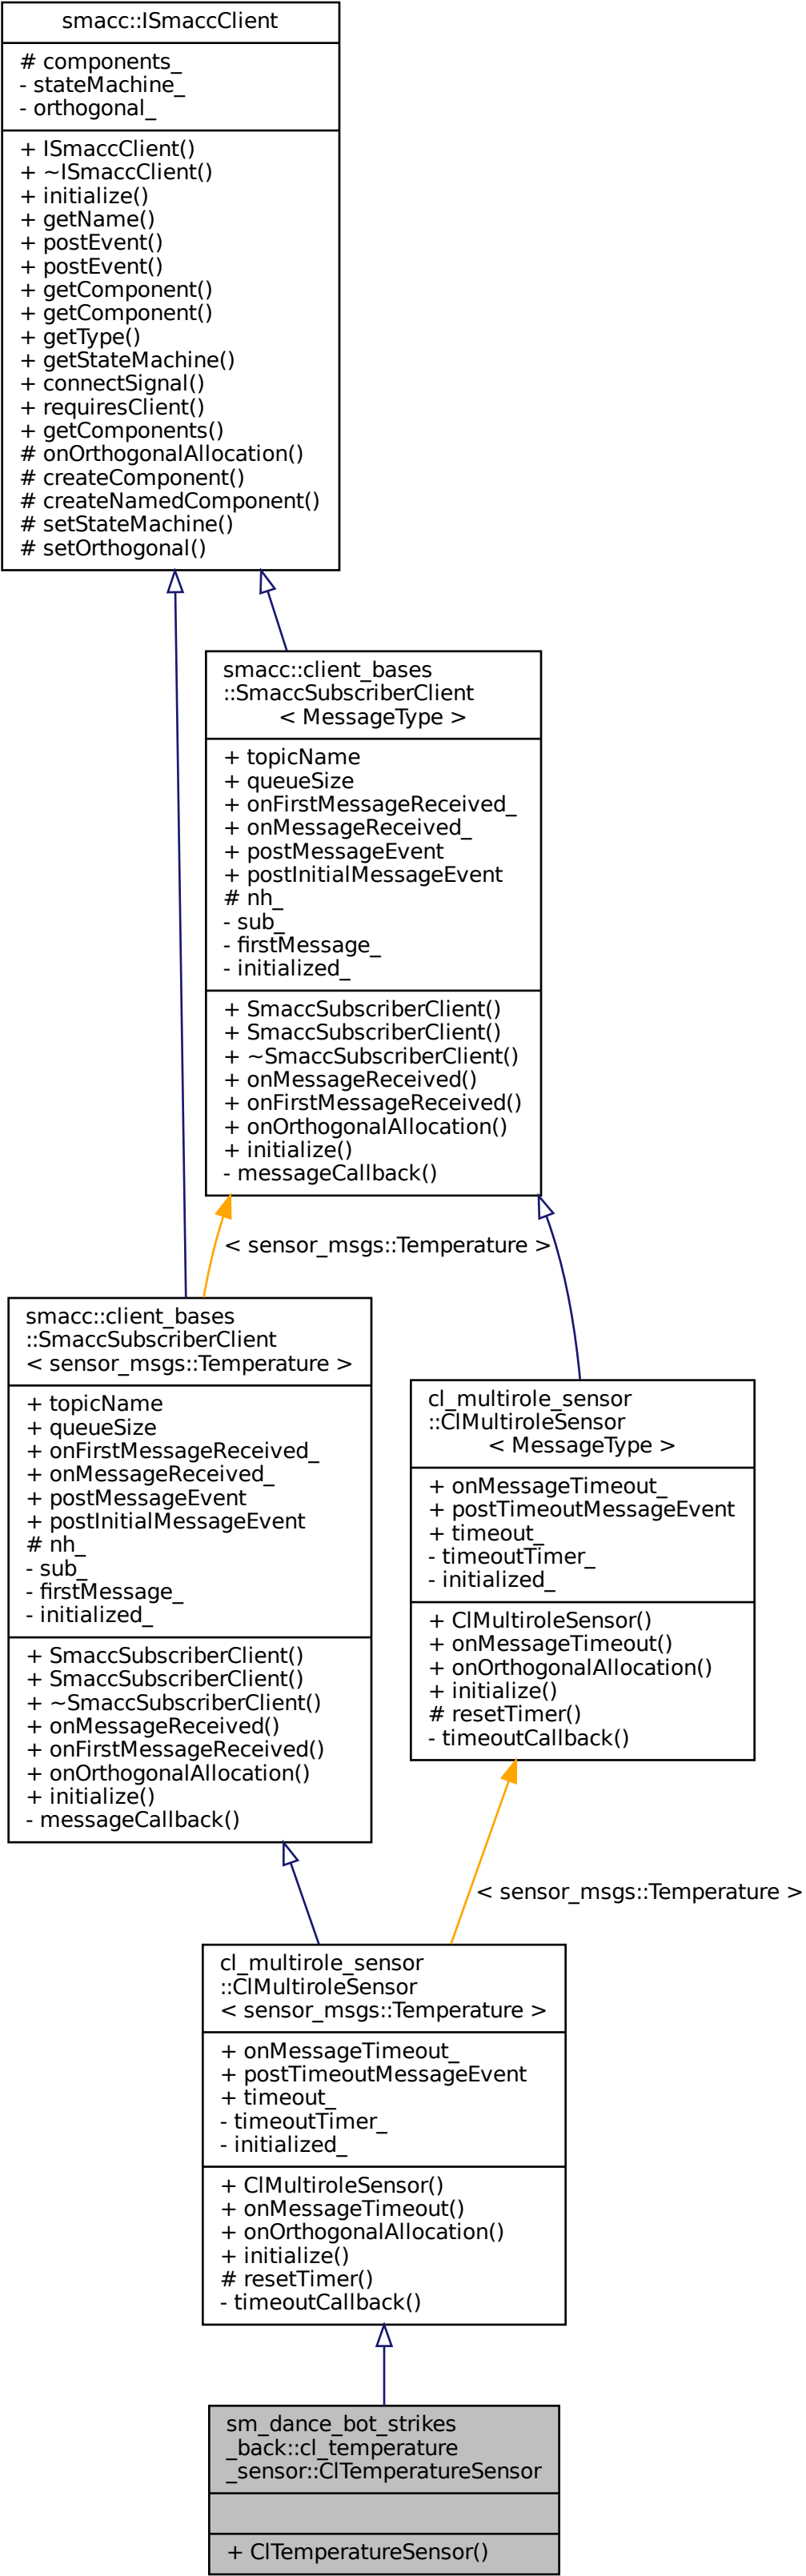 smacc::ISmaccClient
# components_
- stateMachine_
- orthogonal_
+ ISmaccClient()
+ ~ISmaccClient()
+ initialize()
+ getName()
+ postEvent()
+ postEvent()
+ getComponent()
+ getComponent()
+ getType()
+ getStateMachine()
+ connectSignal()
+ requiresClient()
+ getComponents()
# onOrthogonalAllocation()
# createComponent()
# createNamedComponent()
# setStateMachine()
# setOrthogonal()
smacc::client_bases
::SmaccSubscriberClient
< MessageType >
+ topicName
+ queueSize
+ onFirstMessageReceived_
+ onMessageReceived_
+ postMessageEvent
+ postInitialMessageEvent
# nh_
- sub_
- firstMessage_
- initialized_
+ SmaccSubscriberClient()
+ SmaccSubscriberClient()
+ ~SmaccSubscriberClient()
+ onMessageReceived()
+ onFirstMessageReceived()
+ onOrthogonalAllocation()
+ initialize()
- messageCallback()
< sensor_msgs::Temperature >
smacc::client_bases
::SmaccSubscriberClient
< sensor_msgs::Temperature >
+ topicName
+ queueSize
+ onFirstMessageReceived_
+ onMessageReceived_
+ postMessageEvent
+ postInitialMessageEvent
# nh_
- sub_
- firstMessage_
- initialized_
+ SmaccSubscriberClient()
+ SmaccSubscriberClient()
+ ~SmaccSubscriberClient()
+ onMessageReceived()
+ onFirstMessageReceived()
+ onOrthogonalAllocation()
+ initialize()
- messageCallback()
cl_multirole_sensor
::ClMultiroleSensor
< MessageType >
+ onMessageTimeout_
+ postTimeoutMessageEvent
+ timeout_
- timeoutTimer_
- initialized_
+ ClMultiroleSensor()
+ onMessageTimeout()
+ onOrthogonalAllocation()
+ initialize()
# resetTimer()
- timeoutCallback()
< sensor_msgs::Temperature >
cl_multirole_sensor
::ClMultiroleSensor
< sensor_msgs::Temperature >
+ onMessageTimeout_
+ postTimeoutMessageEvent
+ timeout_
- timeoutTimer_
- initialized_
+ ClMultiroleSensor()
+ onMessageTimeout()
+ onOrthogonalAllocation()
+ initialize()
# resetTimer()
- timeoutCallback()
sm_dance_bot_strikes
_back::cl_temperature
_sensor::ClTemperatureSensor
+ ClTemperatureSensor()